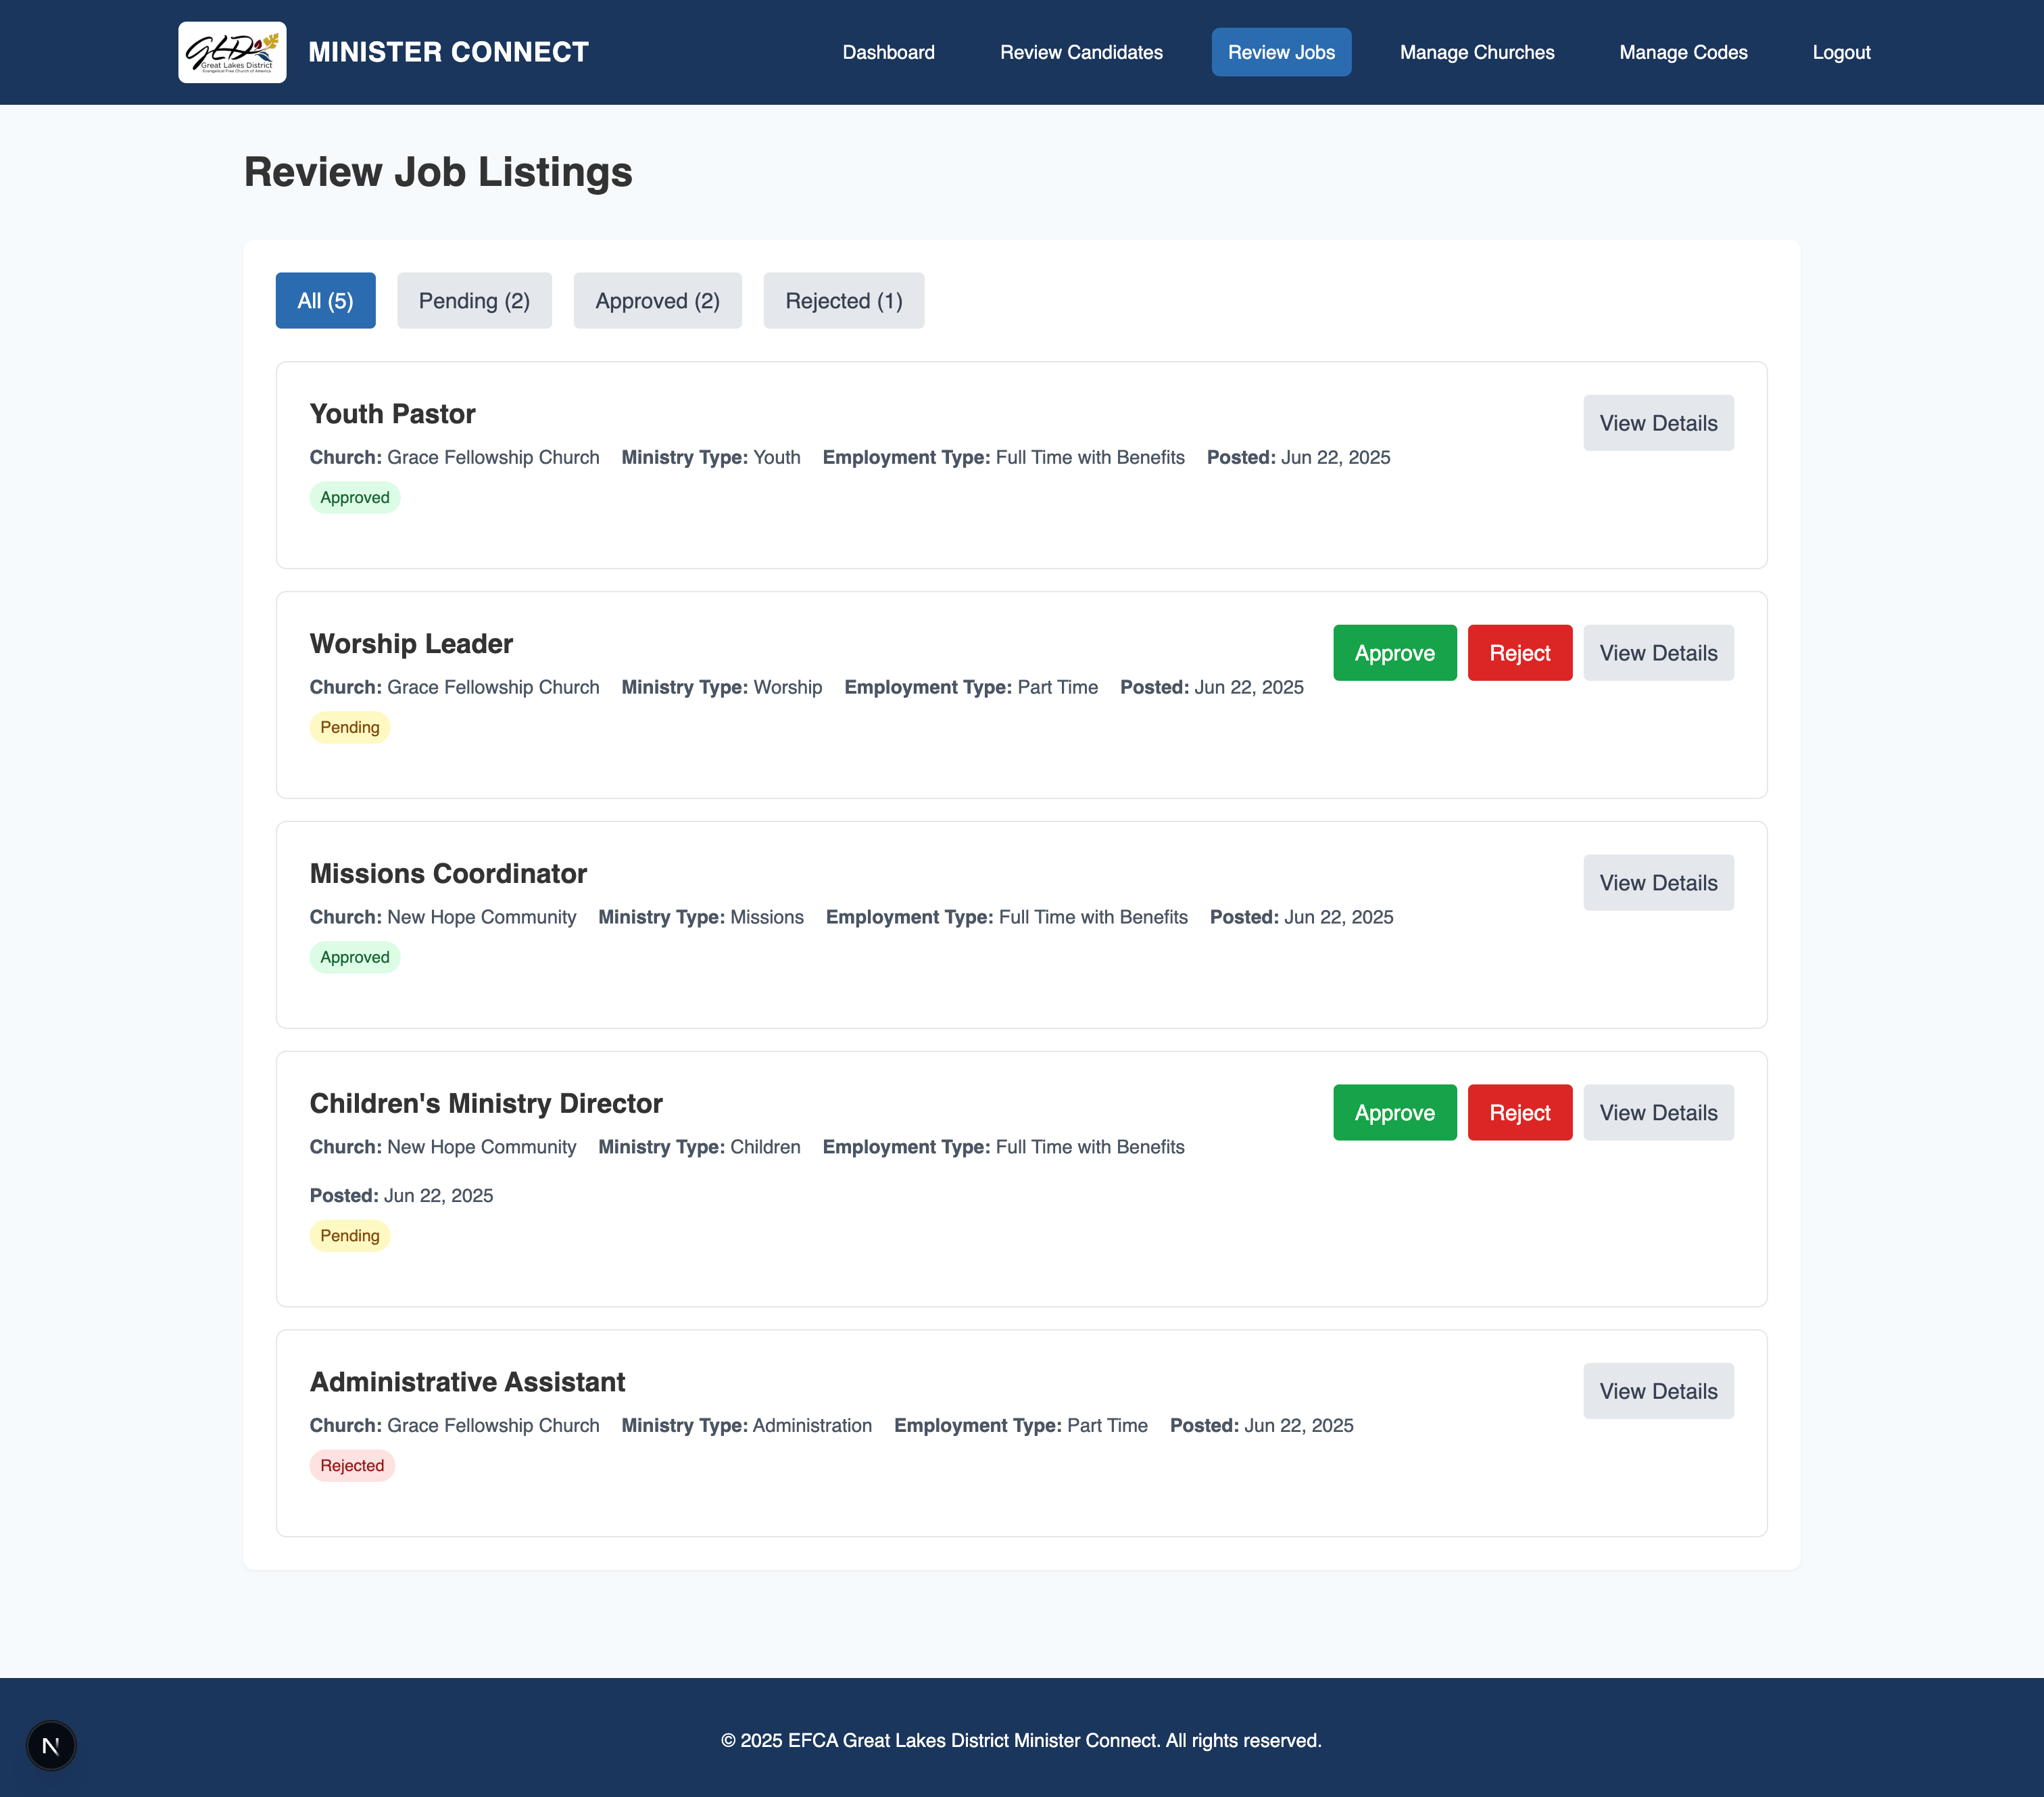 GLD
Great Lakes District
Evangelical Free Church of America
MINISTER CONNECT
Dashboard
Review Candidates
Review Jobs
Manage Churches
Manage Codes
Logout
Review Job Listings
All (5)
Pending (2)
Approved (2)
Rejected (1)
Youth Pastor
View Details
Church: Grace Fellowship Church Ministry Type: Youth Employment Type: Full Time with Benefits Posted: Jun 22, 2025
Approved
Worship Leader
Approve
Reject
View Details
Church: Grace Fellowship Church Ministry Type: Worship Employment Type: Part Time Posted: Jun 22, 2025
Pending
Missions Coordinator
View Details
Church: New Hope Community Ministry Type: Missions Employment Type: Full Time with Benefits Posted: Jun 22, 2025
Approved
Children's Ministry Director
Approve
Reject
View Details
Church: New Hope Community Ministry Type: Children Employment Type: Full Time with Benefits
Posted: Jun 22, 2025
Pending
Administrative Assistant
View Details
Church: Grace Fellowship Church Ministry Type: Administration Employment Type: Part Time Posted: Jun 22, 2025
Rejected
© 2025 EFCA Great Lakes District Minister Connect. All rights reserved.
N